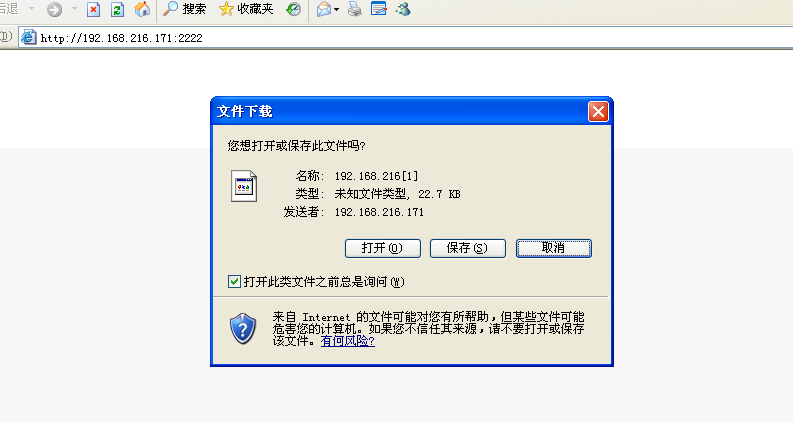 后退 搜索 收藏夹
(D) http://192.168.216.171:2222
文件下载
您想打开或保存此文件吗?
名称: 192.168.216[1]
类型: 未知文件类型, 22.7 KB
发送者: 192.168.216.171
打开(O) 保存(S) 取消
打开此类文件之前总是询问(W)
来自 Internet 的文件可能对您有所帮助,但某些文件可能
危害您的计算机。如果您不信任其来源,请不要打开或保存
该文件。有何风险?